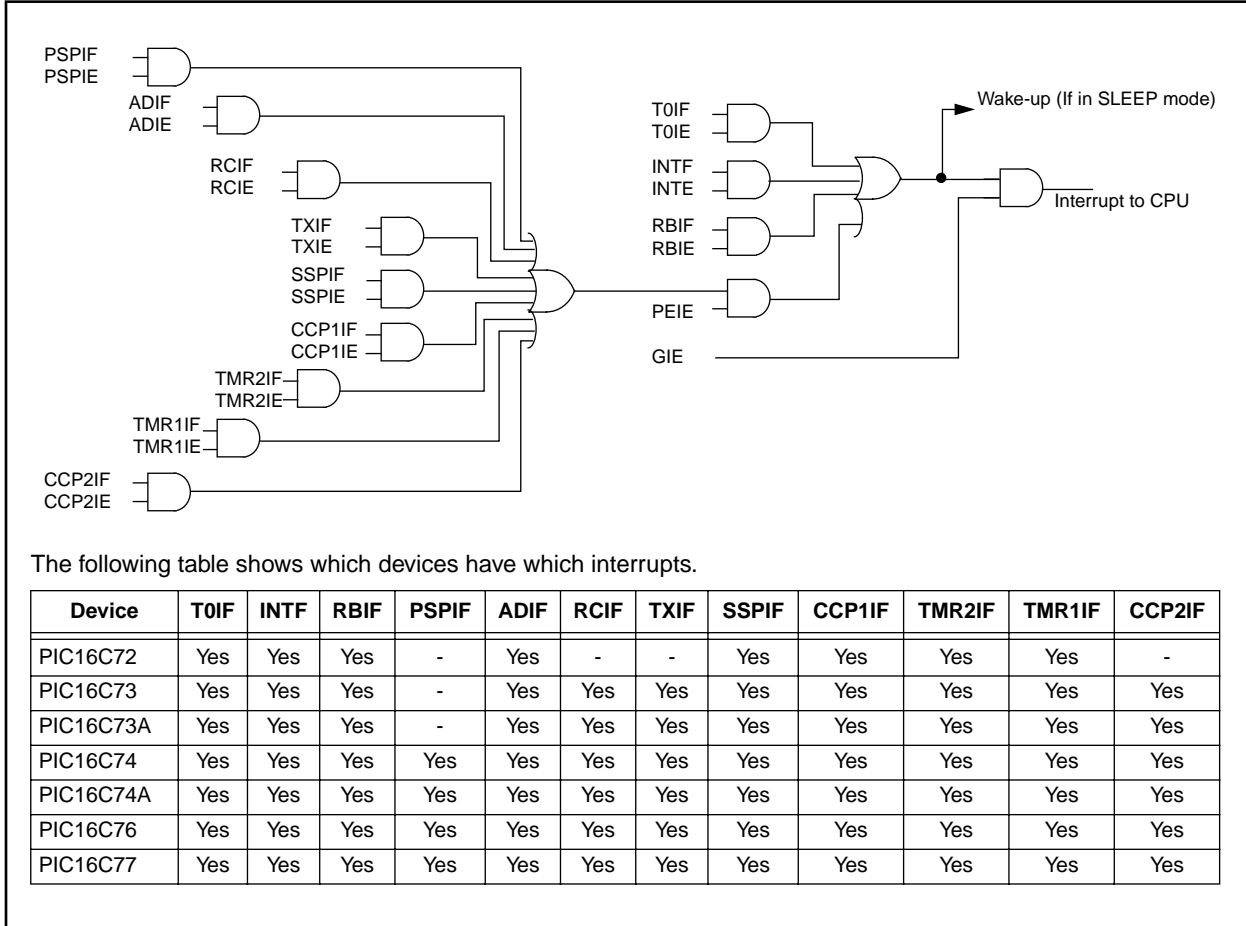 PSPIF
PSPIE
ADIF
ADIE
RCIF
RCIE
TXIF
TXIE
SSPIF
SSPIE
CCP1IF
CCP1IE
TMR2IF
TMR2IE
TMR1IF
TMR1IE
CCP2IF
CCP2IE
T0IF
T0IE
INTF
INTE
RBIF
RBIE
PEIE
GIE
Wake-up (If in SLEEP mode)
Interrupt to CPU
The following table shows which devices have which interrupts.
Device T0IF INTF RBIF PSPIF ADIF RCIF TXIF SSPIF CCP1IF TMR2IF TMR1IF CCP2IF
PIC16C72 Yes Yes Yes - Yes - - Yes Yes Yes Yes -
PIC16C73 Yes Yes Yes - Yes Yes Yes Yes Yes Yes Yes Yes
PIC16C73A Yes Yes Yes - Yes Yes Yes Yes Yes Yes Yes Yes
PIC16C74 Yes Yes Yes Yes Yes Yes Yes Yes Yes Yes Yes Yes
PIC16C74A Yes Yes Yes Yes Yes Yes Yes Yes Yes Yes Yes Yes
PIC16C76 Yes Yes Yes Yes Yes Yes Yes Yes Yes Yes Yes Yes
PIC16C77 Yes Yes Yes Yes Yes Yes Yes Yes Yes Yes Yes Yes